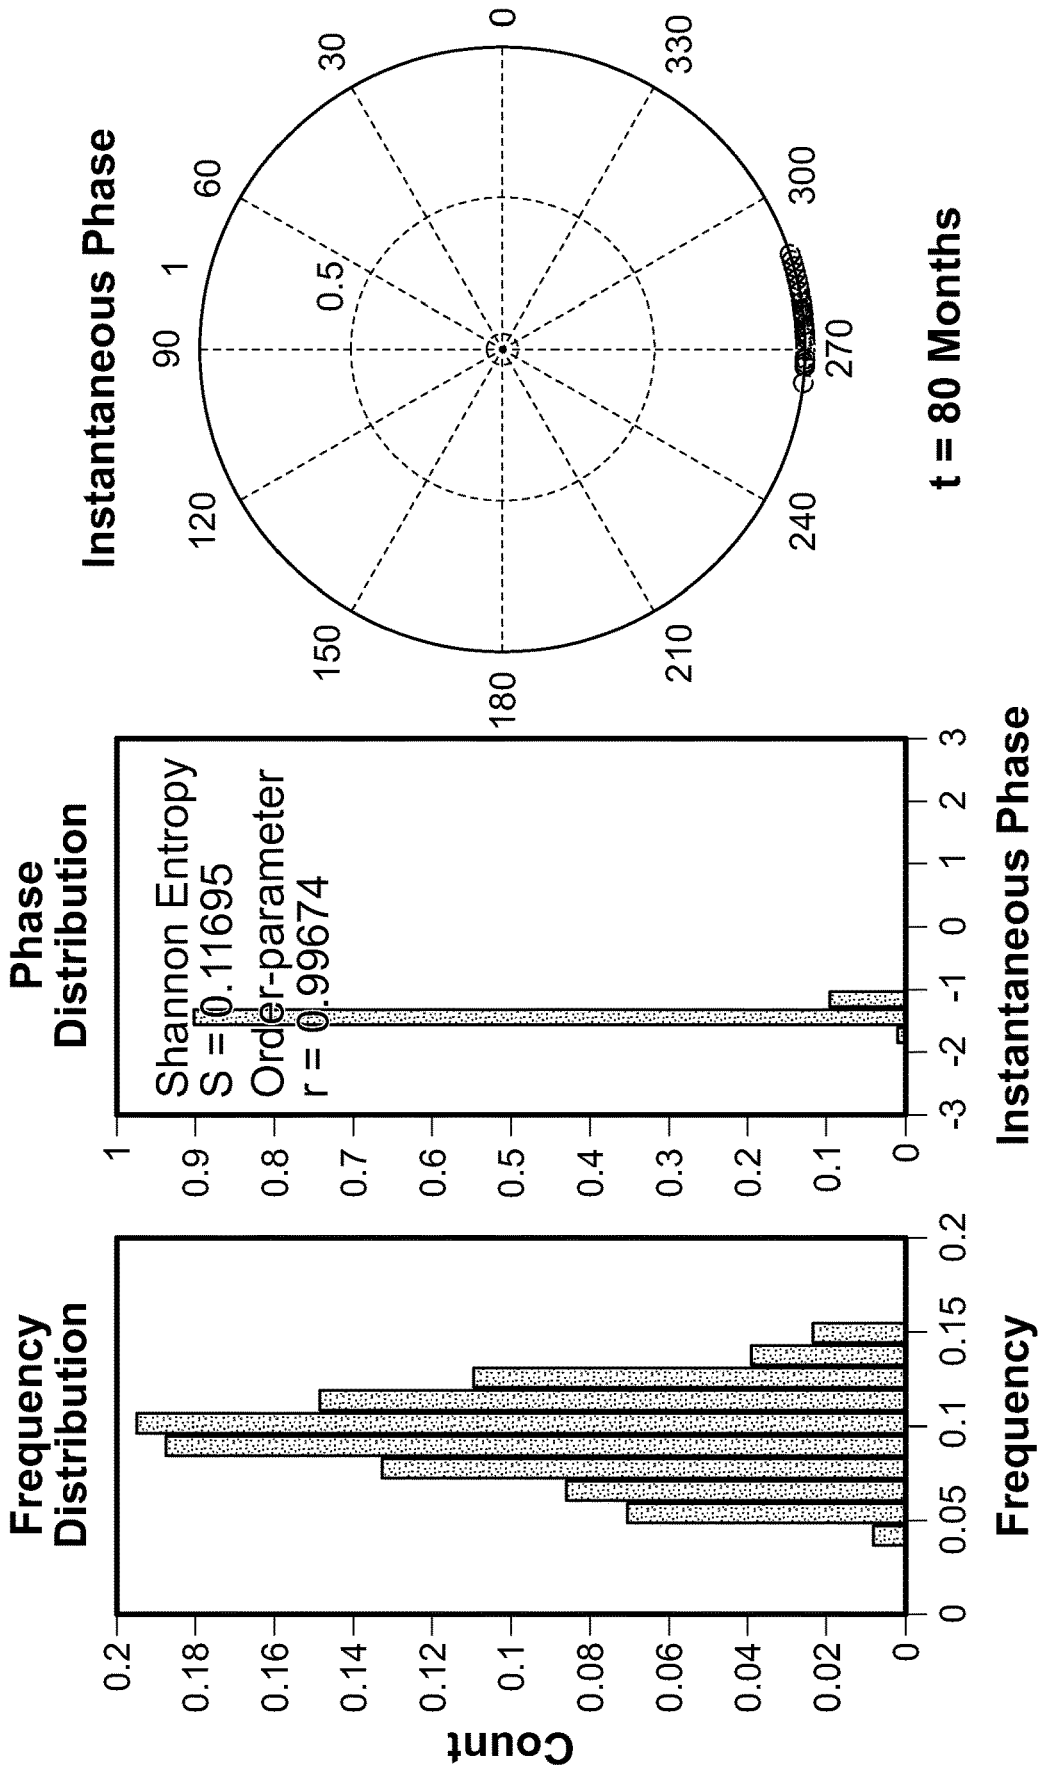 Frequency
Distribution
Count
0.2
0.18
0.16
0.14
0.12
0.1
0.08
0.06
0.04
0.02
0
0 0.05 0.1 0.15 0.2
Frequency
Phase
Distribution
Shannon Entropy
S = 0.11695
Order-parameter
r = 0.99674
1
0.9
0.8
0.7
0.6
0.5
0.4
0.3
0.2
0.1
0
-3 -2 -1 0 1 2 3
Instantaneous Phase
Instantaneous Phase
90
1
120
60
0.5
150
30
180
0
210
330
240
300
270
t = 80 Months